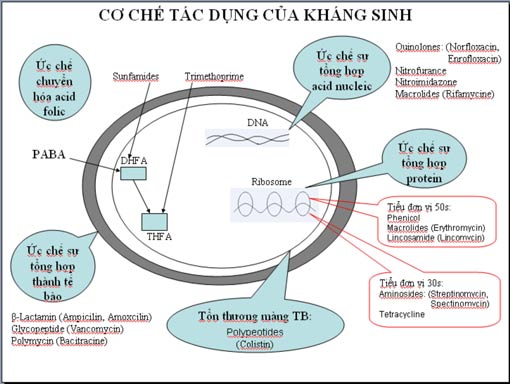 CƠ CHẾ TÁC DỤNG CỦA KHÁNG SINH
Ức chế
chuyển
hóa acid
folic
Sunfamides
Trimethoprime
Ức chế sự
tổng hợp
acid nucleic
Quinolones: (Norfloxacin,
Enrofloxacin)
Nitrofurance
Nitroimidazone
Macrolides (Rifamycine)
PABA
DHFA
THFA
DNA
Ribosome
Ức chế sự
tổng hợp
protein
Tiểu đơn vị 50s:
Phenicol
Macrolides (Erythromycin)
Lincosamide (Lincomycin)
Tiểu đơn vị 30s:
Aminosides: (Streptinomycin,
Spectinomycin)
Tetracycline
Ức chế sự
tổng hợp
thành tế
bào
β-Lactamin (Ampicilin, Amoxcilin)
Glycopeptide (Vancomycin)
Polymycin (Bacitracine)
Tổn thương màng TB:
Polypeotides
(Colistin)